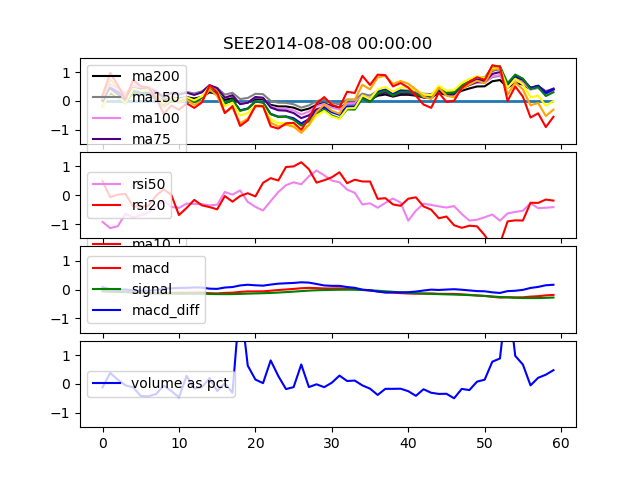 SEE2014-08-08 00:00:00
1
0
−1
ma200
ma150
ma100
ma75
1
0
−1
rsi50
rsi20
ma10
1
0
−1
macd
signal
macd_diff
1
0
−1
volume as pct
0 10 20 30 40 50 60